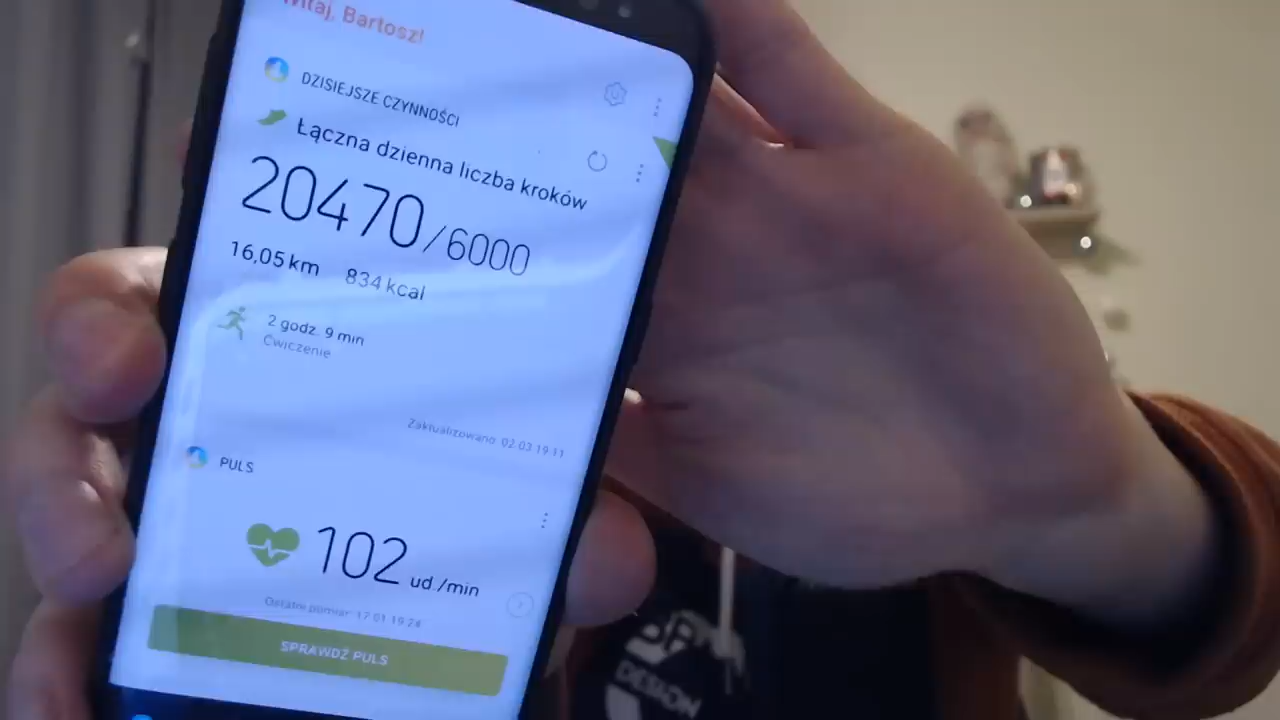 Witaj, Bartosz!
DZISIEJSZE CZYNNOŚCI
Łączna dzienna liczba kroków
20470/6000
16,05 km 834 kcal
2 godz. 9 min
Ćwiczenie
Zaktualizowano: 02.03 19:11
PULS
102 ud./min
Ostatni pomiar: 17.01 19:24
SPRAWDŹ PULS
DESIGN